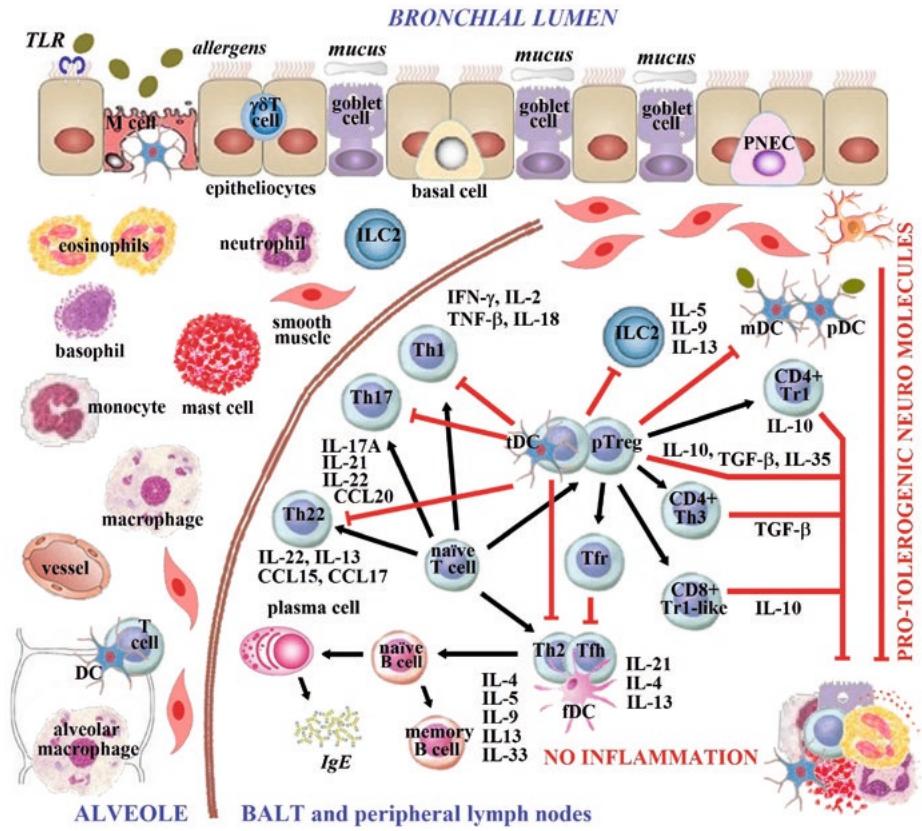 BRONCHIAL LUMEN
TLR
allergens
mucus
mucus
mucus
M cell
γδT
cell
goblet
cell
goblet
cell
goblet
cell
PNEC
epitheliocytes
basal cell
eosinophils
neutrophil
ILC2
basophil
smooth
muscle
monocyte
mast cell
macrophage
vessel
T
cell
DC
alveolar
macrophage
ALVEOLE
IFN-γ, IL-2
TNF-β, IL-18
Th1
Th17
IL-17A
IL-21
IL-22
CCL20
Th22
IL-22, IL-13
CCL15, CCL17
naïve
T cell
ILC2
IL-5
IL-9
IL-13
mDC
pDC
tDC
pTreg
CD4+
Tr1
IL-10
IL-10, TGF-β, IL-35
CD4+
Th3
TGF-β
Tfr
CD8+
Tr1-like
IL-10
plasma cell
naïve
B cell
IgE
memory
B cell
Th2
Tfh
fDC
IL-4
IL-5
IL-9
IL13
IL-33
IL-21
IL-4
IL-13
NO INFLAMMATION
PRO-TOLEROGENIC NEURO MOLECULES
BALT and peripheral lymph nodes